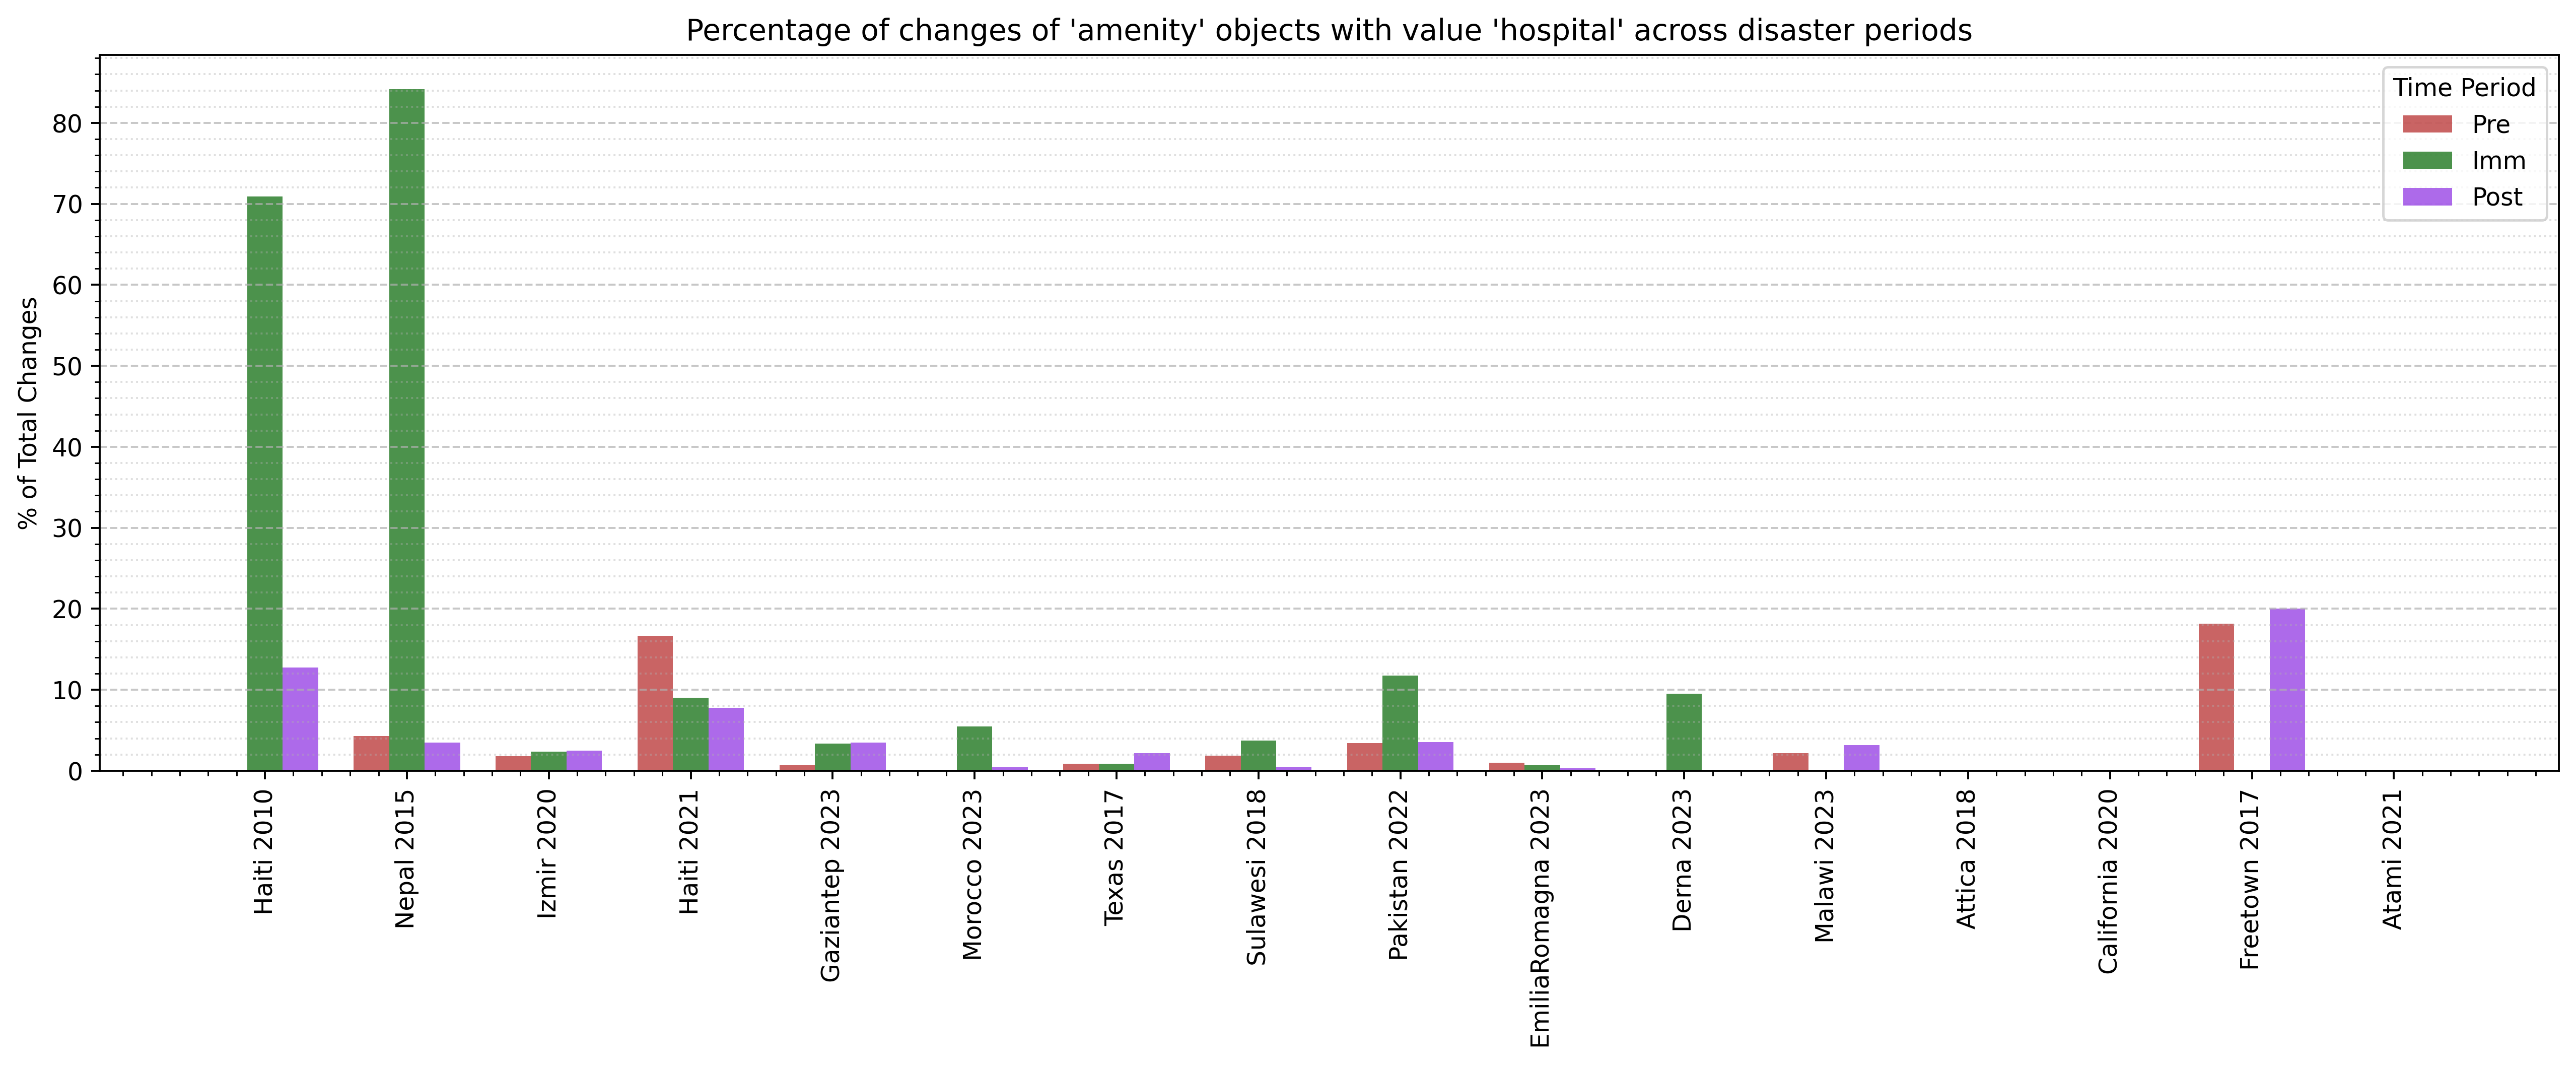 Percentage of changes of 'amenity' objects with value 'hospital' across disaster periods
% of Total Changes
80
70
60
50
40
30
20
10
0
Time Period
Pre
Imm
Post
Haiti 2010
Nepal 2015
Izmir 2020
Haiti 2021
Gaziantep 2023
Morocco 2023
Texas 2017
Sulawesi 2018
Pakistan 2022
EmiliaRomagna 2023
Derna 2023
Malawi 2023
Attica 2018
California 2020
Freetown 2017
Atami 2021